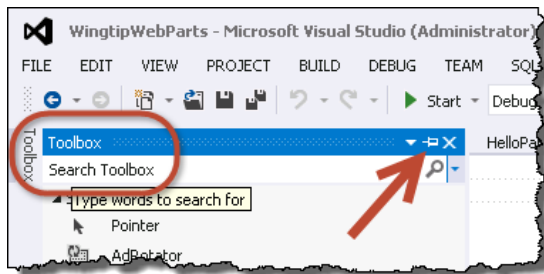 WingtipWebParts - Microsoft Visual Studio (Administrator)
FILE EDIT VIEW PROJECT BUILD DEBUG TEAM SQL
Start Debug
Toolbox
Toolbox
HelloPa
Search Toolbox
Type words to search for
Pointer
AdRotator